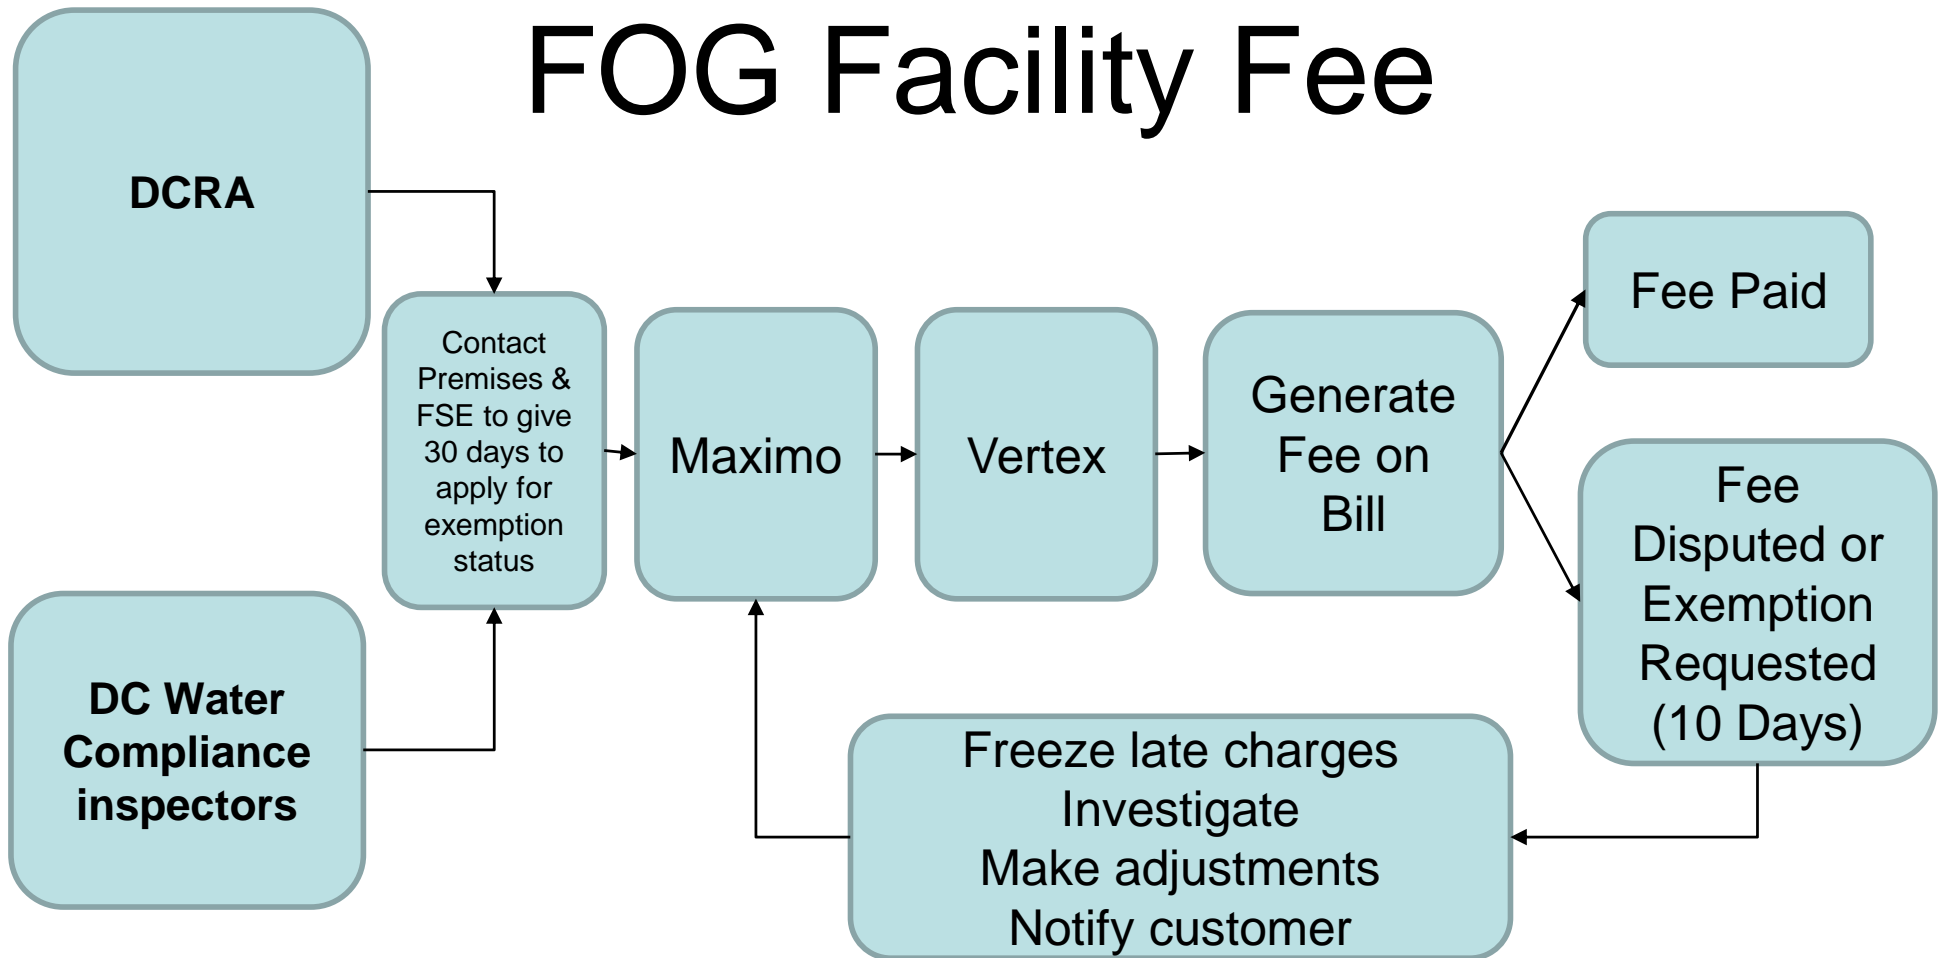 FOG Facility Fee
DCRA
Contact
Premises &
FSE to give
30 days to
apply for
exemption
status
Maximo
Vertex
Generate
Fee on
Bill
Fee Paid
Fee
Disputed or
Exemption
Requested
(10 Days)
DC Water
Compliance
inspectors
Freeze late charges
Investigate
Make adjustments
Notify customer